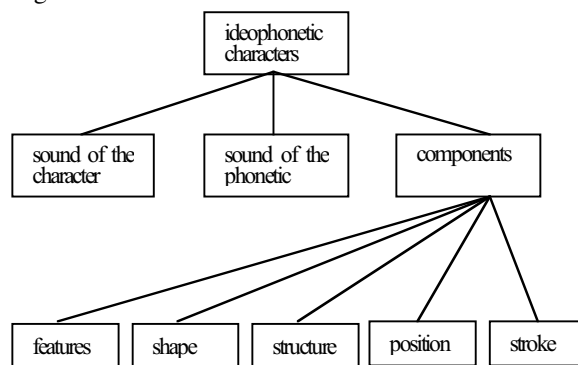 ideophonetic
characters
sound of the
character
sound of the
phonetic
components
features
shape
structure
position
stroke